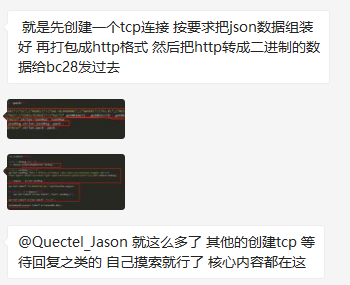 就是先创建一个tcp连接 按要求把json数据组装
好 再打包成http格式 然后把http转成二进制的数
据给bc28发过去
@Quectel_Jason 就这么多了 其他的创建tcp 等
待回复之类的 自己摸索就行了 核心内容都在这